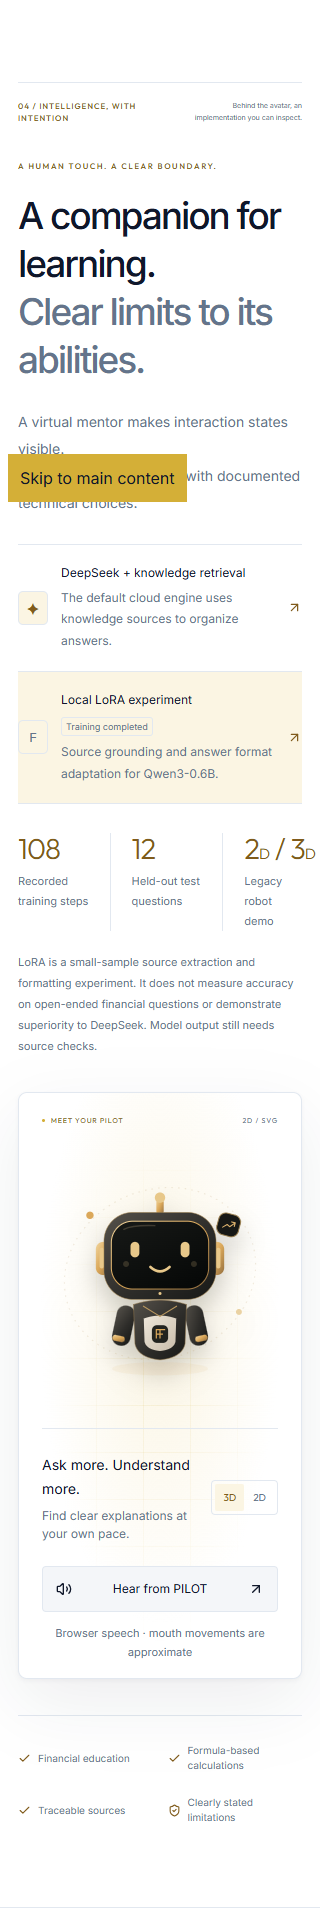 04 / INTELLIGENCE, WITH
INTENTION
Behind the avatar, an
implementation you can inspect.
A HUMAN TOUCH. A CLEAR BOUNDARY.
A companion for
learning.
Clear limits to its
abilities.
A virtual mentor makes interaction states
visible.
Skip to main content
with documented
technical choices.
DeepSeek + knowledge retrieval
The default cloud engine uses
knowledge sources to organize
answers.
F
Local LoRA experiment
Training completed
Source grounding and answer format
adaptation for Qwen3-0.6B.
108
Recorded
training steps
12
Held-out test
questions
2D / 3D
Legacy
robot
demo
LoRA is a small-sample source extraction and
formatting experiment. It does not measure accuracy
on open-ended financial questions or demonstrate
superiority to DeepSeek. Model output still needs
source checks.
MEET YOUR PILOT
2D / SVG
Ask more. Understand
more.
Find clear explanations at
your own pace.
3D 2D
Hear from PILOT
Browser speech · mouth movements are
approximate
Financial education
Formula-based
calculations
Traceable sources
Clearly stated
limitations